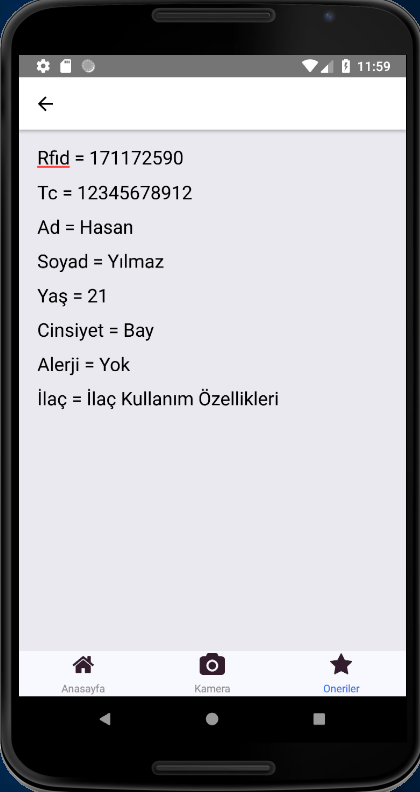 11:59
Rfid = 171172590
Tc = 12345678912
Ad = Hasan
Soyad = Yılmaz
Yaş = 21
Cinsiyet = Bay
Alerji = Yok
İlaç = İlaç Kullanım Özellikleri
Anasayfa Kamera Oneriler